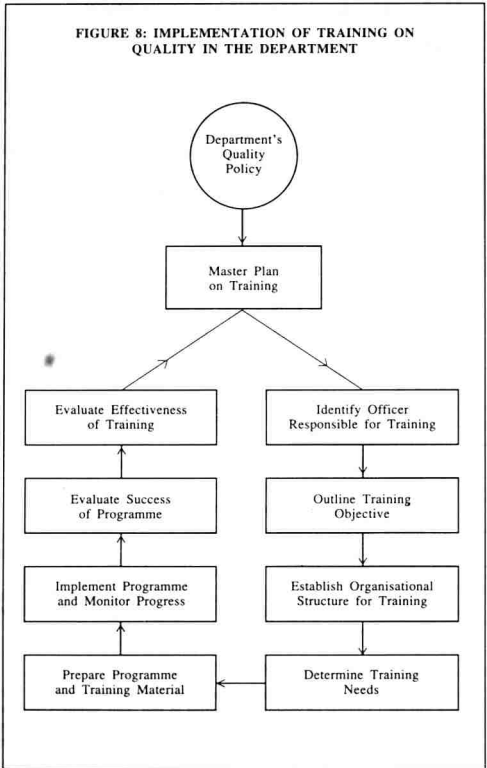 FIGURE 8: IMPLEMENTATION OF TRAINING ON
QUALITY IN THE DEPARTMENT
Department's
Quality
Policy
Master Plan
on Training
Identify Officer
Responsible for Training
Outline Training
Objective
Establish Organisational
Structure for Training
Determine Training
Needs
Prepare Programme
and Training Material
Implement Programme
and Monitor Progress
Evaluate Success
of Programme
Evaluate Effectiveness
of Training